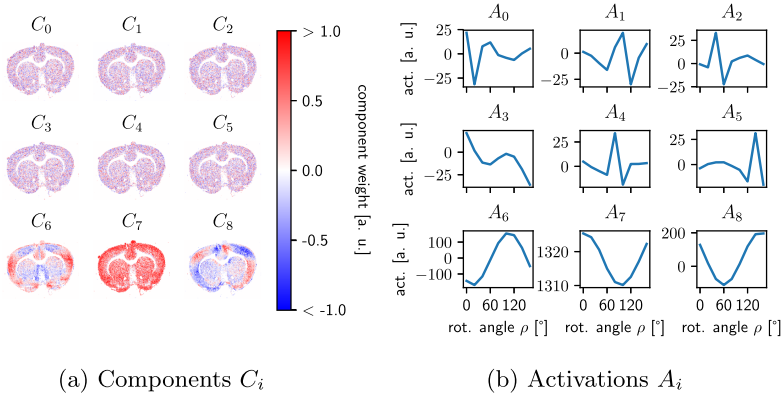 C0 C1 C2
C3 C4 C5
C6 C7 C8
> 1.0
0.5
0.0
-0.5
< -1.0
component weight [a. u.]
A0 A1 A2
act. [a. u.]
25
0
−25
0
−25
25
0
−25
A3 A4 A5
act. [a. u.]
0
−25
25
0
25
0
A6 A7 A8
act. [a. u.]
100
0
−100
1320
1310
200
0
0 60 120 0 60 120 0 60 120
rot. angle ρ [°] rot. angle ρ [°] rot. angle ρ [°]
(a) Components Ci (b) Activations Ai